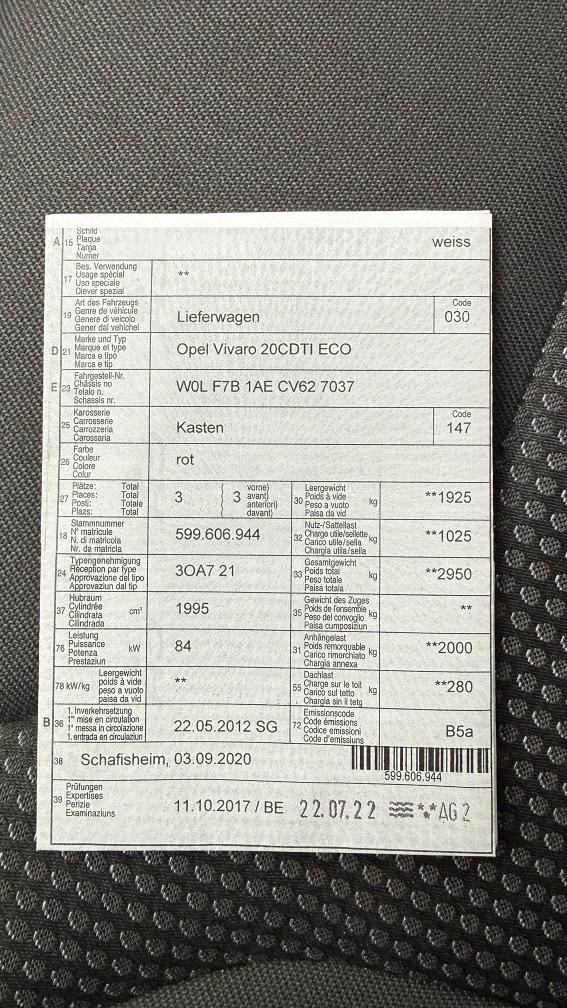 A 15 Schild
Plaque
Targa
Numer
weiss
17 Bes. Verwendung
Usage spécial
Uso speciale
Diever spezial
**
19 Art des Fahrzeugs
Genre de véhicule
Genere di veicolo
Gener dal vehichel
Lieferwagen
Code
030
D 21 Marke und Typ
Marque et type
Marca e tipo
Marca e tip
Opel Vivaro 20CDTI ECO
E 23 Fahrgestell-Nr.
Châssis no
Telaio n.
Schassis nr.
W0L F7B 1AE CV62 7037
25 Karosserie
Carrosserie
Carrozzeria
Carossaria
Kasten
Code
147
26 Farbe
Couleur
Colore
Colur
rot
27 Plätze: Total
Places: Total
Posti: Totale
Plazs: Total
3
3
vorne)
avant)
anteriori)
davant)
30 Leergewicht
Poids à vide
Peso a vuoto
Paisa da vid
kg
**1925
18 Stammnummer
N° matricule
N. di matricola
Nr. da matricla
599.606.944
32 Nutz-/Sattellast
Charge utile/sellette
Carico utile/sella
Chargia utila/sella
kg
**1025
24 Typengenehmigung
Réception par type
Approvazione del tipo
Approvaziun dal tip
3OA7 21
33 Gesamtgewicht
Poids total
Peso totale
Paisa totala
kg
**2950
37 Hubraum
Cylindrée
Cilindrata
Cilindrada
cm³
1995
35 Gewicht des Zuges
Poids de l'ensemble
Peso del convoglio
Paisa cumposiziun
kg
**
76 Leistung
Puissance
Potenza
Prestaziun
kW
84
31 Anhängelast
Poids remorquable
Carico rimorchiato
Chargia annexa
kg
**2000
78 kW/kg
Leergewicht
poids à vide
peso a vuoto
paisa da vid
**
55 Dachlast
Charge sur le toit
Carico sul tetto
Chargia sin il tetg
kg
**280
B 36 1. Inverkehrsetzung
1re mise en circulation
1a messa in circolazione
1. entrada en circulaziun
22.05.2012 SG
72 Emissionscode
Code émissions
Codice emissioni
Code d'emissiuns
B5a
38 Schafisheim, 03.09.2020
599.606.944
39 Prüfungen
Expertises
Perizie
Examinaziuns
11.10.2017 / BE 22.07.22 AG 2